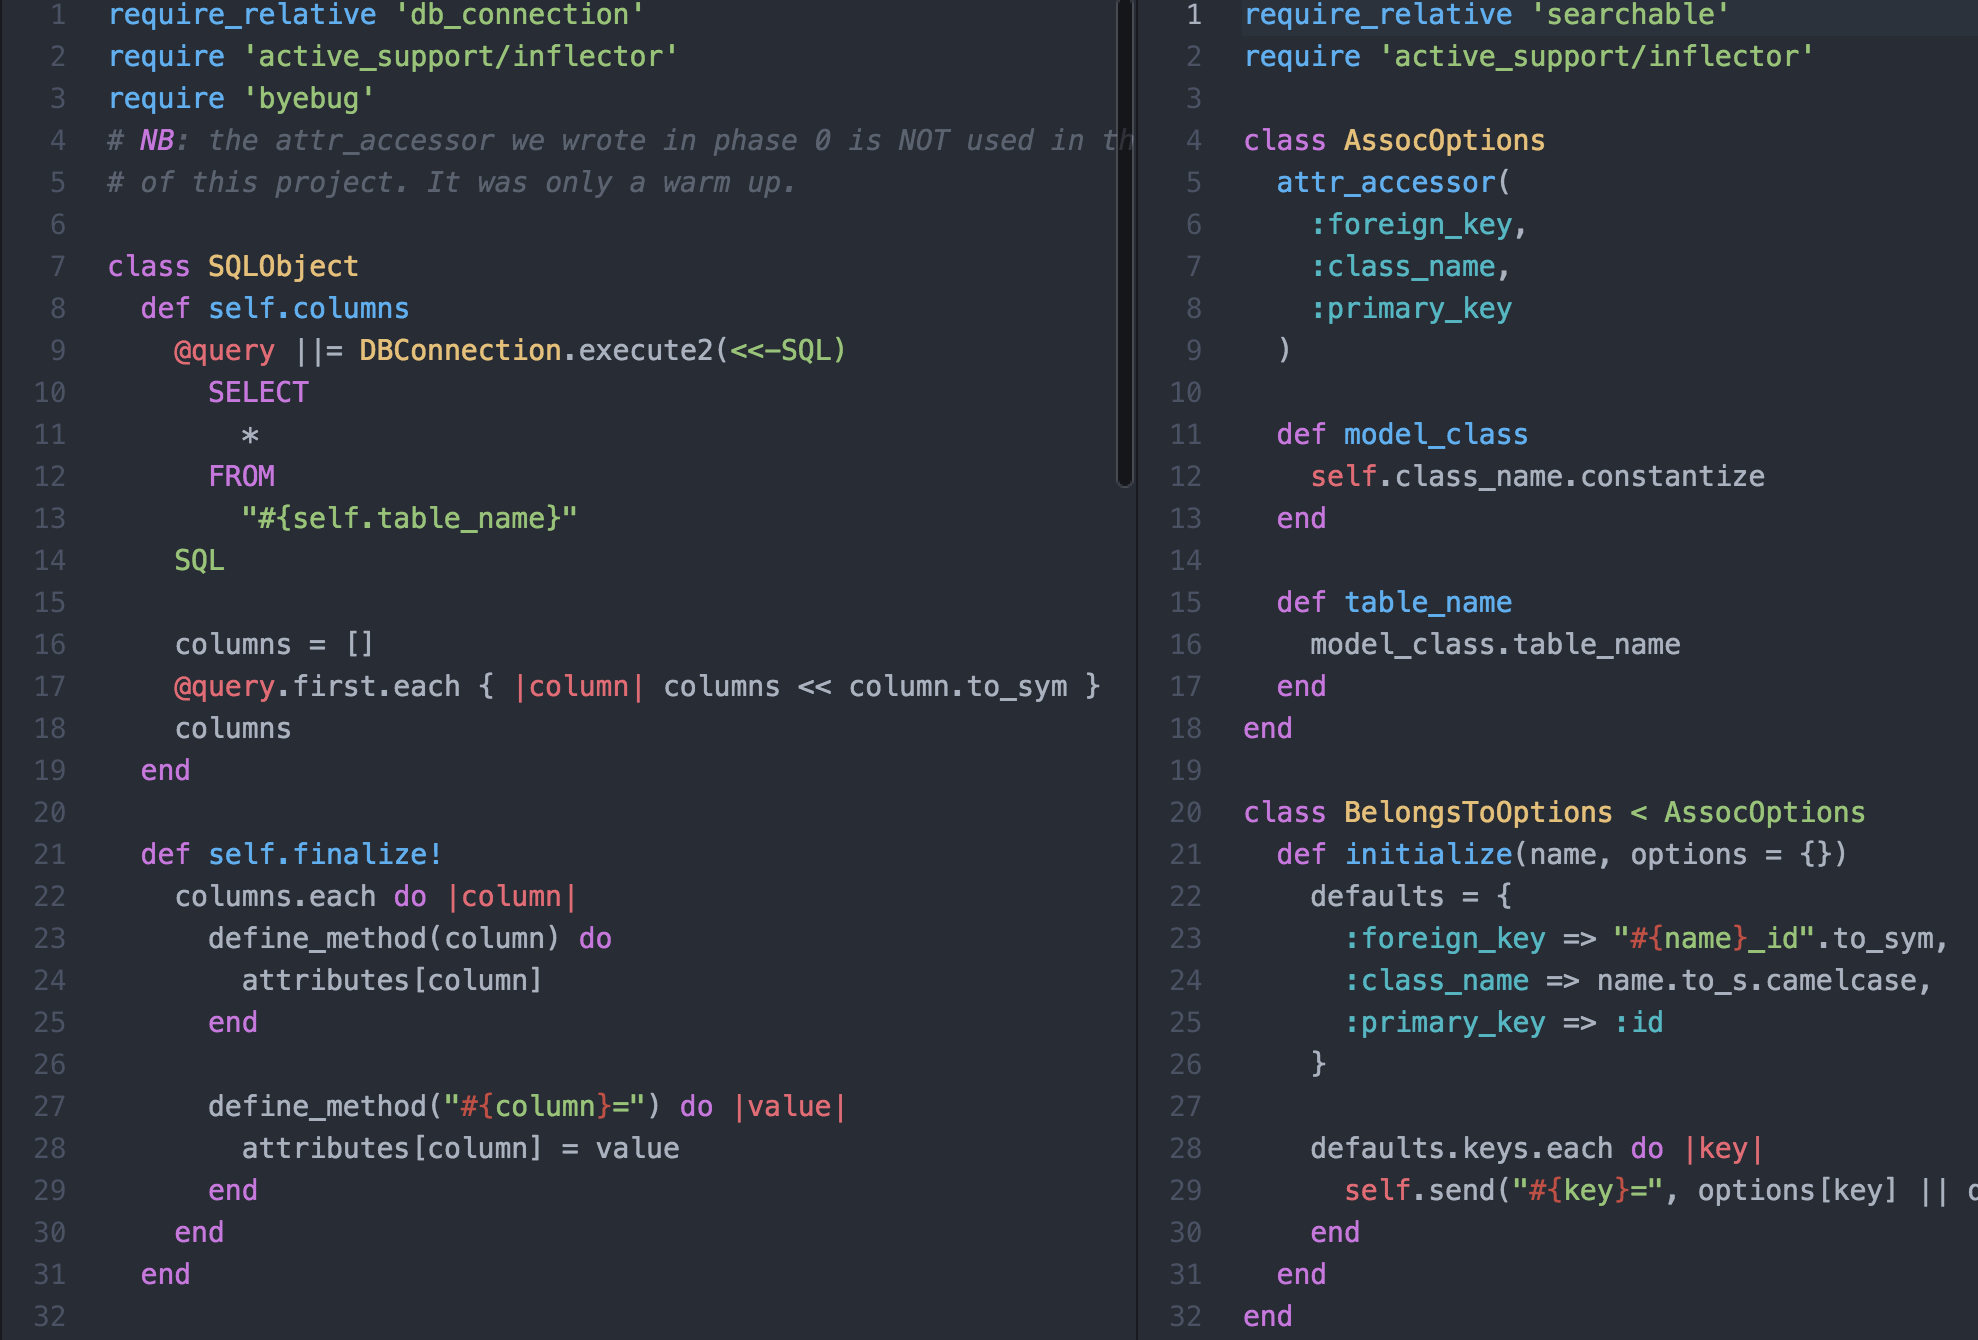 1 require_relative 'db_connection'
2 require 'active_support/inflector'
3 require 'byebug'
4 # NB: the attr_accessor we wrote in phase 0 is NOT used in th
5 # of this project. It was only a warm up.
6
7 class SQLObject
8   def self.columns
9     @query ||= DBConnection.execute2(<<-SQL)
10       SELECT
11         *
12       FROM
13         "#{self.table_name}"
14     SQL
15
16     columns = []
17     @query.first.each { |column| columns << column.to_sym }
18     columns
19   end
20
21   def self.finalize!
22     columns.each do |column|
23       define_method(column) do
24         attributes[column]
25       end
26
27       define_method("#{column}=") do |value|
28         attributes[column] = value
29       end
30     end
31   end
32
1 require_relative 'searchable'
2 require 'active_support/inflector'
3
4 class AssocOptions
5   attr_accessor(
6     :foreign_key,
7     :class_name,
8     :primary_key
9   )
10
11   def model_class
12     self.class_name.constantize
13   end
14
15   def table_name
16     model_class.table_name
17   end
18 end
19
20 class BelongsToOptions < AssocOptions
21   def initialize(name, options = {})
22     defaults = {
23       :foreign_key => "#{name}_id".to_sym,
24       :class_name => name.to_s.camelcase,
25       :primary_key => :id
26     }
27
28     defaults.keys.each do |key|
29       self.send("#{key}=", options[key] ||
30     end
31   end
32 end